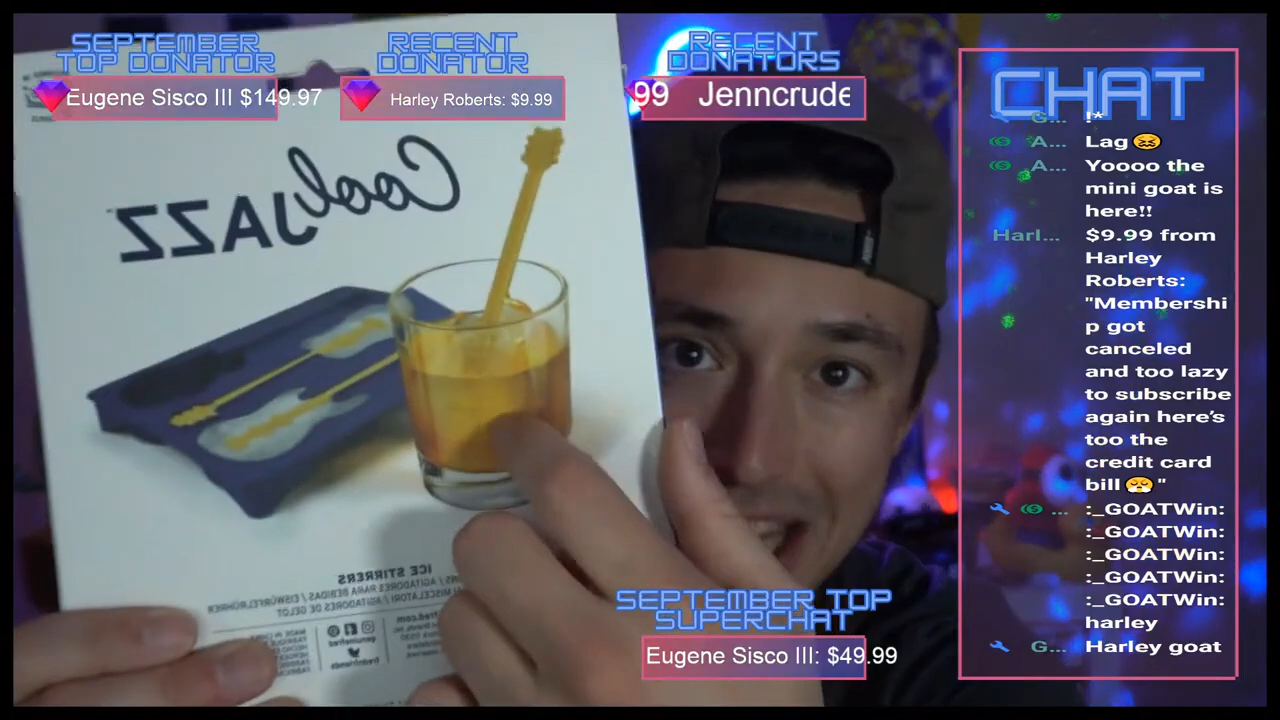 SEPTEMBER
TOP DONATOR
Eugene Sisco III $149.97
RECENT
DONATOR
Harley Roberts: $9.99
RECENT
DONATORS
99 Jenncrude
CHAT
G... !*
A... Lag😖
A... Yoooo the
mini goat is
here!!
Harl... $9.99 from
Harley
Roberts:
"Membershi
p got
canceled
and too lazy
to subscribe
again here's
too the
credit card
bill😤"
... :_GOATWin:
:_GOATWin:
:_GOATWin:
:_GOATWin:
:_GOATWin:
harley
G... Harley goat
Cool JAZZ
ICE STIRRERS
SEPTEMBER TOP
SUPERCHAT
Eugene Sisco III: $49.99